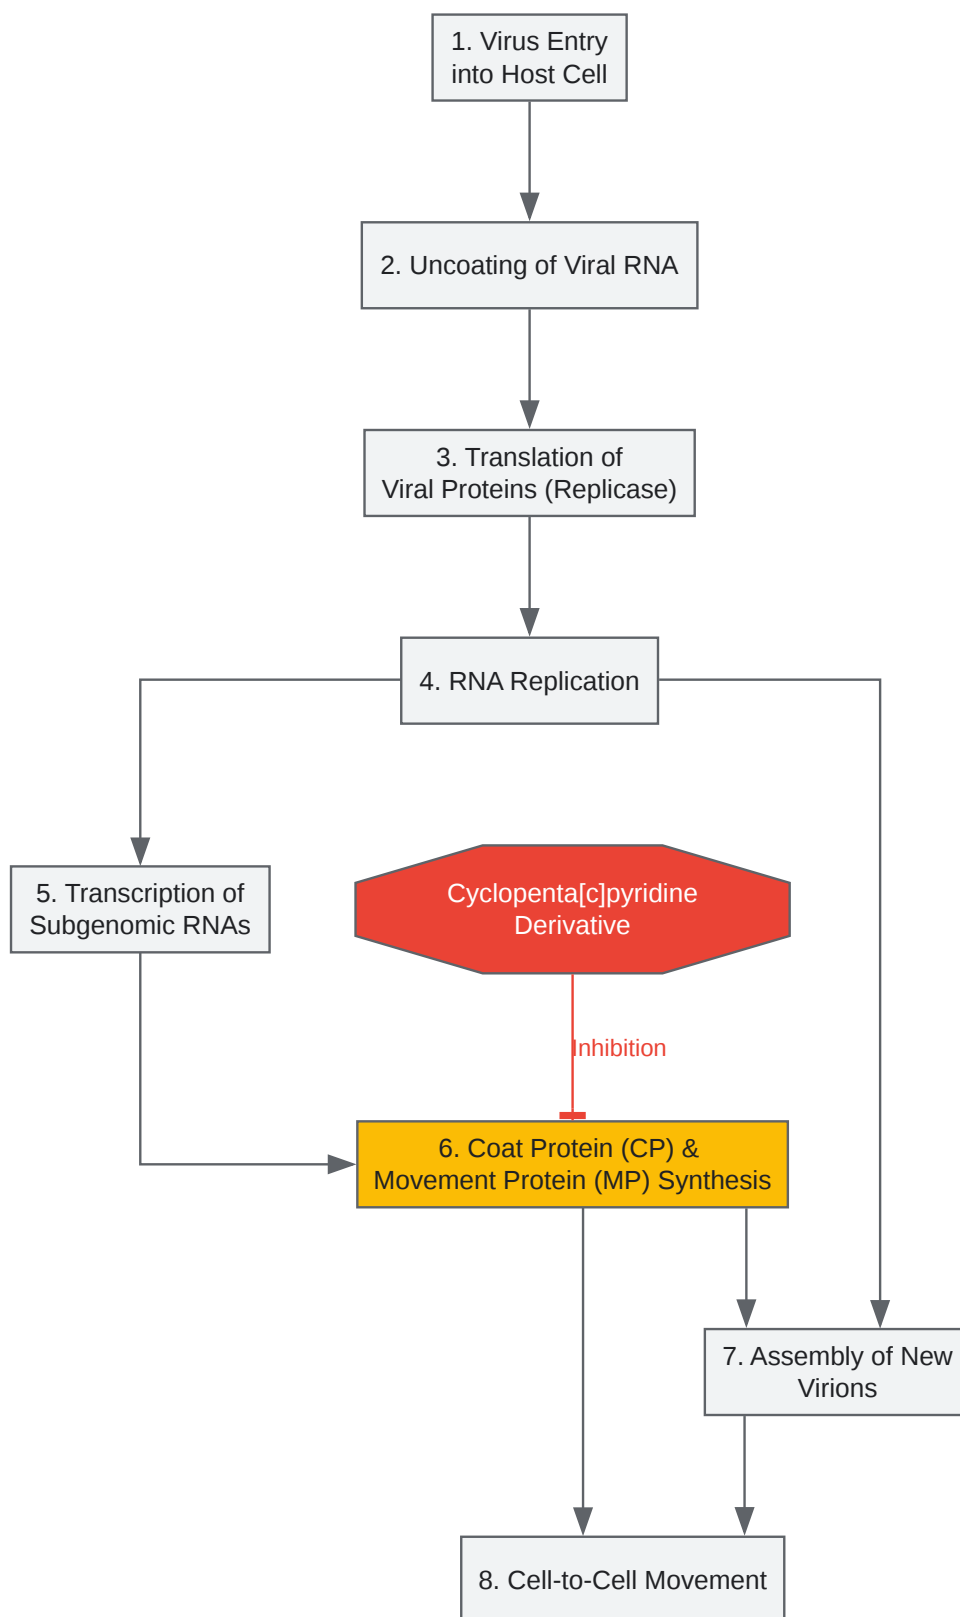 1. Virus Entry
into Host Cell
2. Uncoating of Viral RNA
3. Translation of
Viral Proteins (Replicase)
4. RNA Replication
5. Transcription of
Subgenomic RNAs
Cyclopenta[c]pyridine
Derivative
Inhibition
6. Coat Protein (CP) &
Movement Protein (MP) Synthesis
7. Assembly of New
Virions
8. Cell-to-Cell Movement